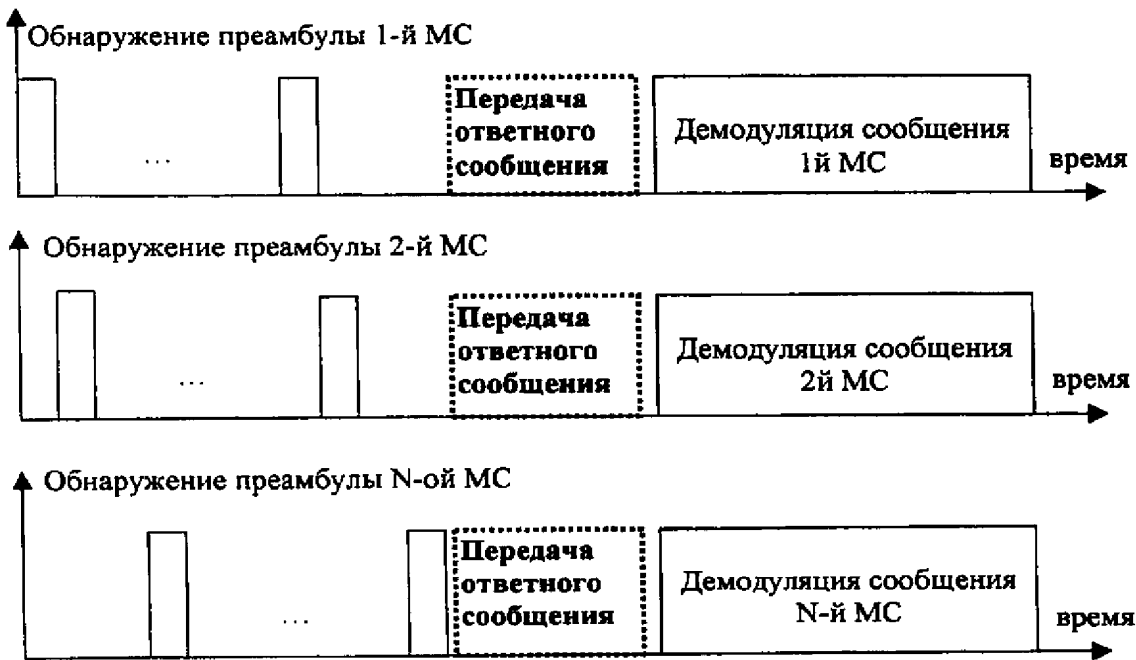 Обнаружение преамбулы 1-й МС
...
Передача
ответного
сообщения
Демодуляция сообщения
1й МС
время
Обнаружение преамбулы 2-й МС
...
Передача
ответного
сообщения
Демодуляция сообщения
2й МС
время
Обнаружение преамбулы N-ой МС
...
Передача
ответного
сообщения
Демодуляция сообщения
N-й МС
время